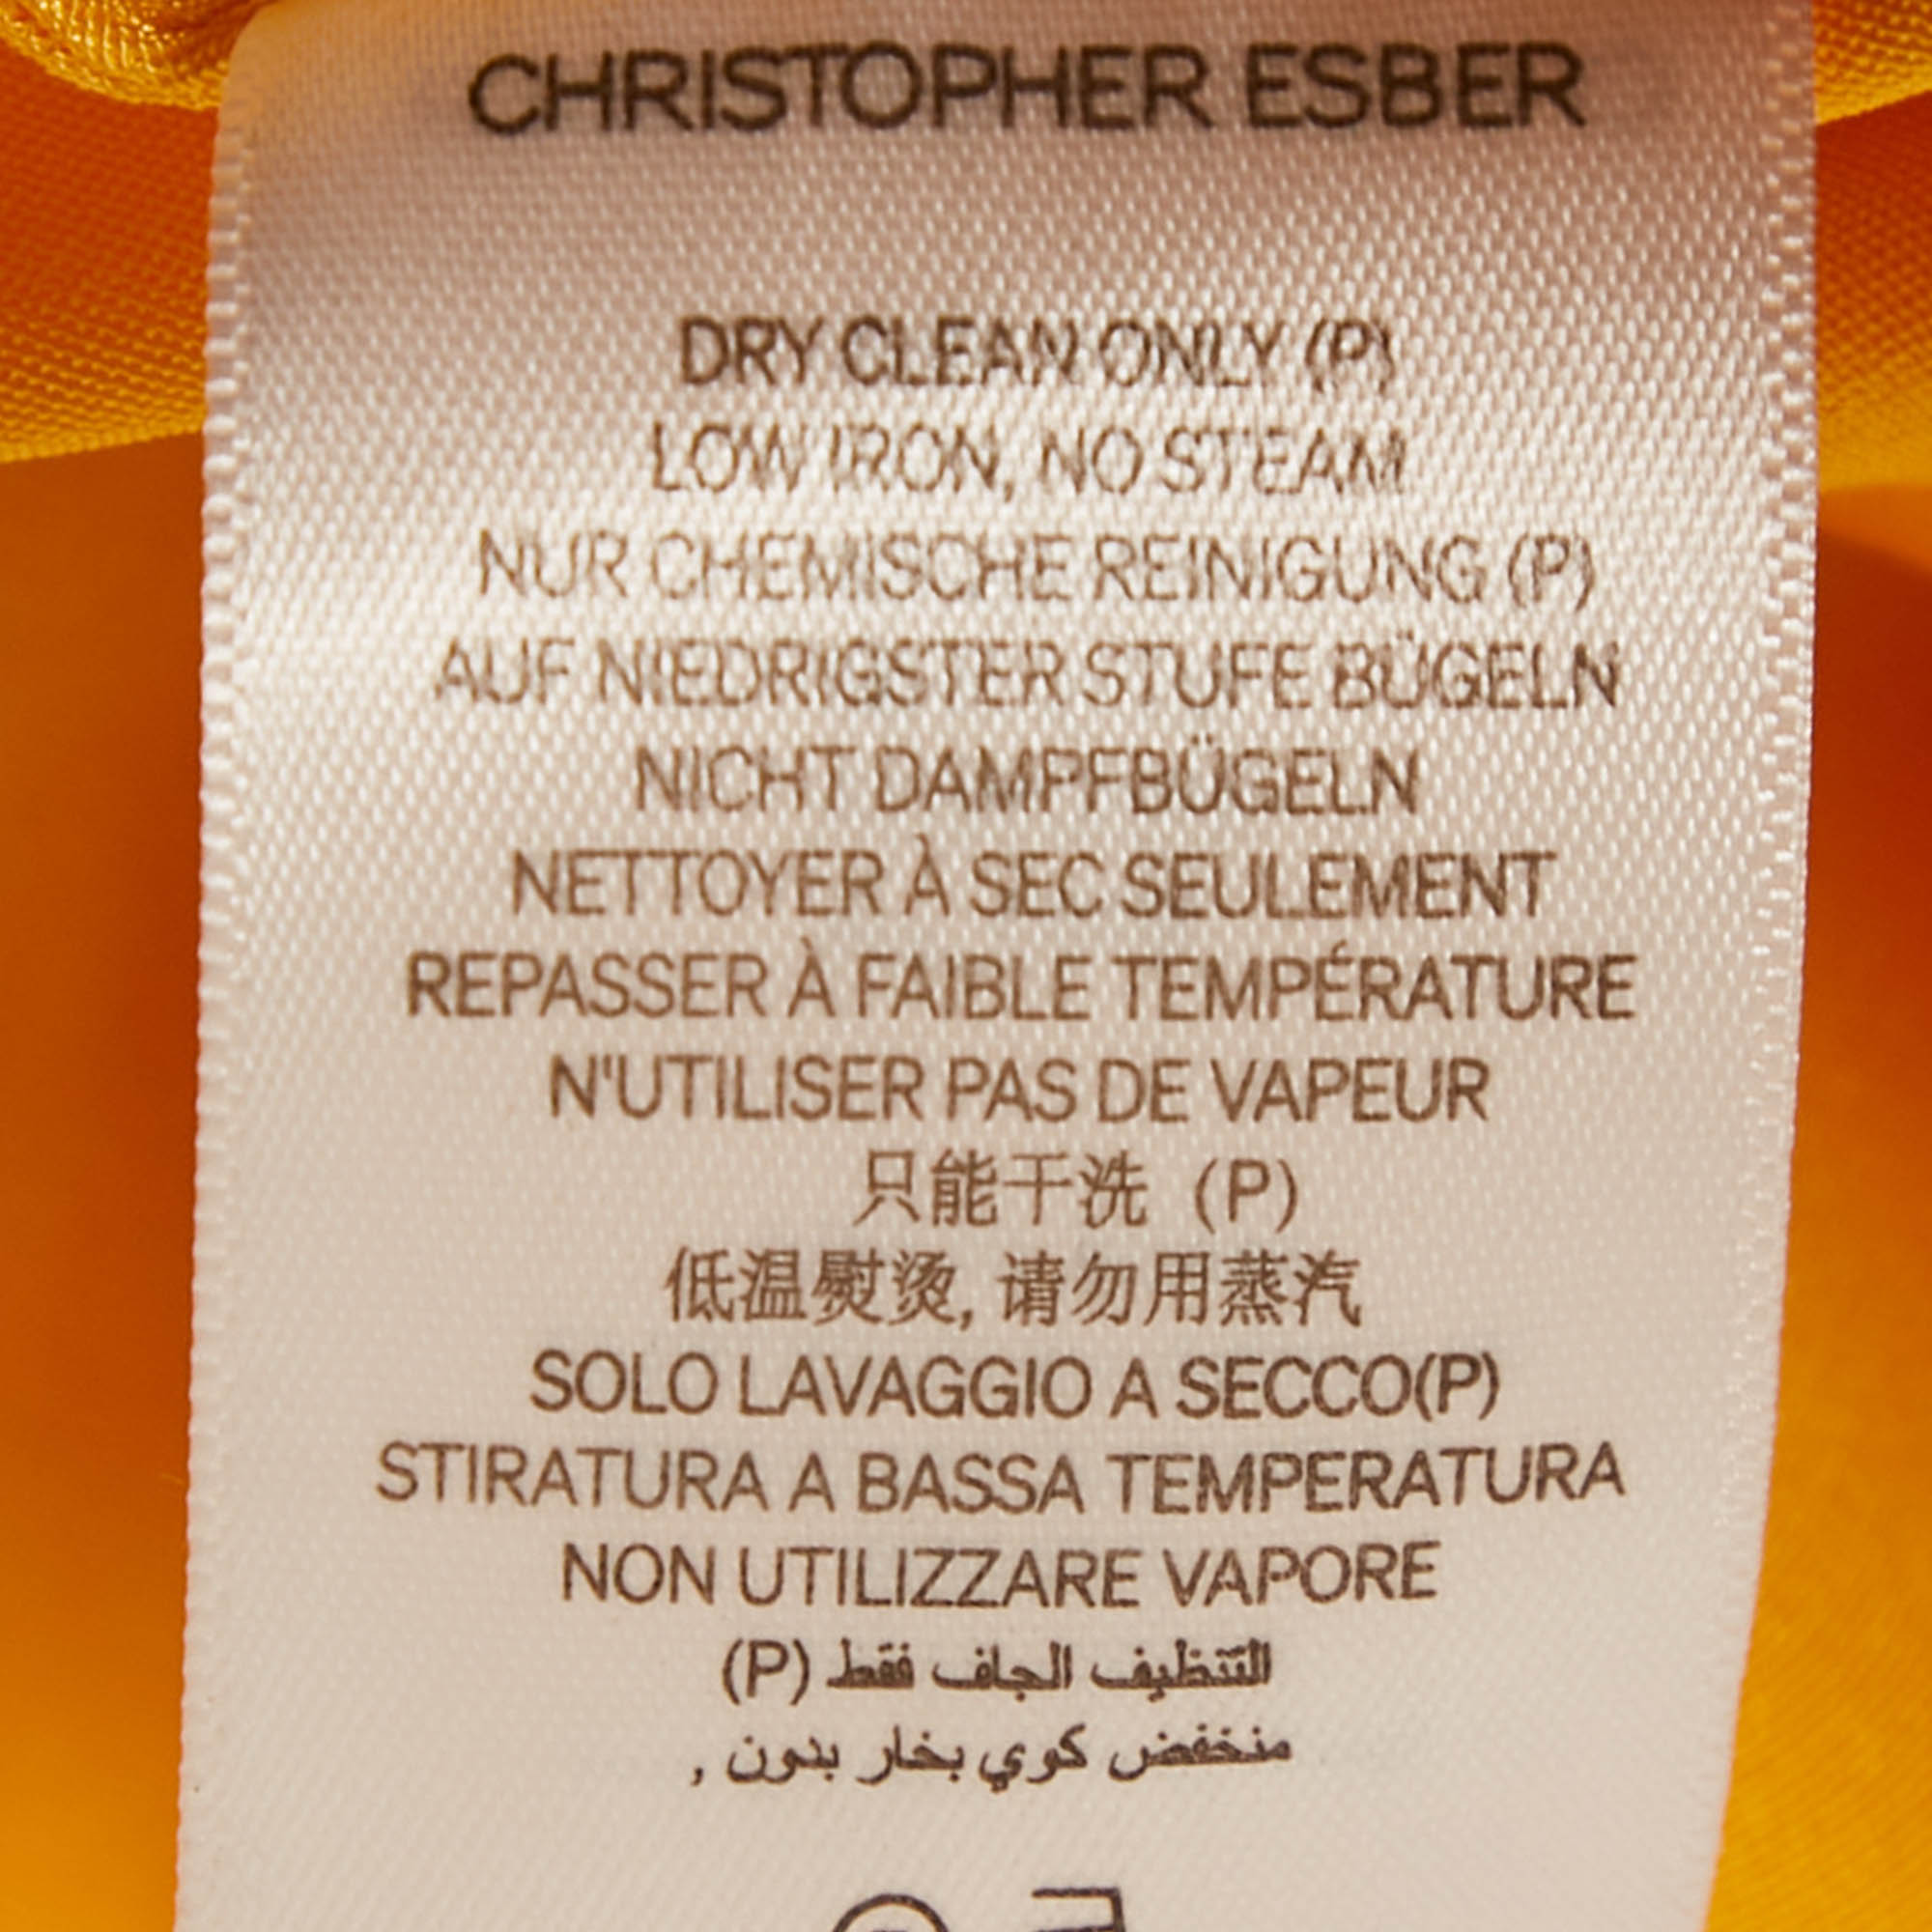 CHRISTOPHER ESBER
DRY CLEAN ONLY (P)
LOW IRON, NO STEAM
NUR CHEMISCHE REINIGUNG (P)
AUF NIEDRIGSTER STUFE BÜGELN
NICHT DAMPFBÜGELN
NETTOYER À SEC SEULEMENT
REPASSER À FAIBLE TEMPÉRATURE
N'UTILISER PAS DE VAPEUR
只能干洗 (P)
低温熨烫, 请勿用蒸汽
SOLO LAVAGGIO A SECCO(P)
STIRATURA A BASSA TEMPERATURA
NON UTILIZZARE VAPORE
التنظيف الجاف فقط (P)
منخفض كوي بخار بدون ,